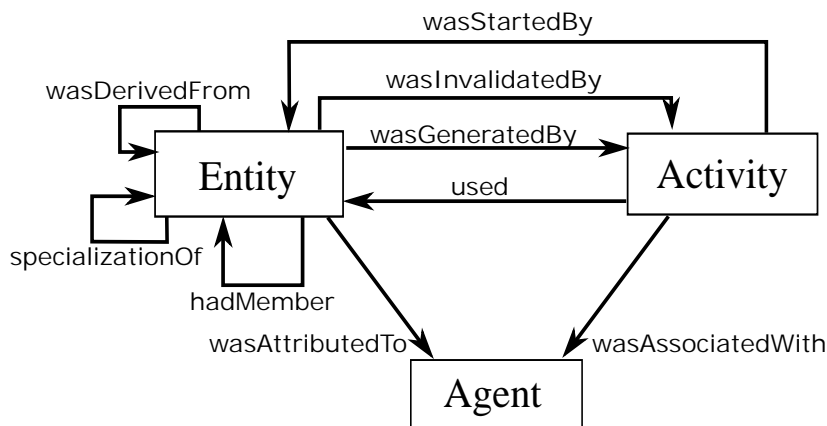 wasStartedBy
wasInvalidatedBy
wasDerivedFrom
wasGeneratedBy
Entity
Activity
used
specializationOf
hadMember
wasAttributedTo
wasAssociatedWith
Agent